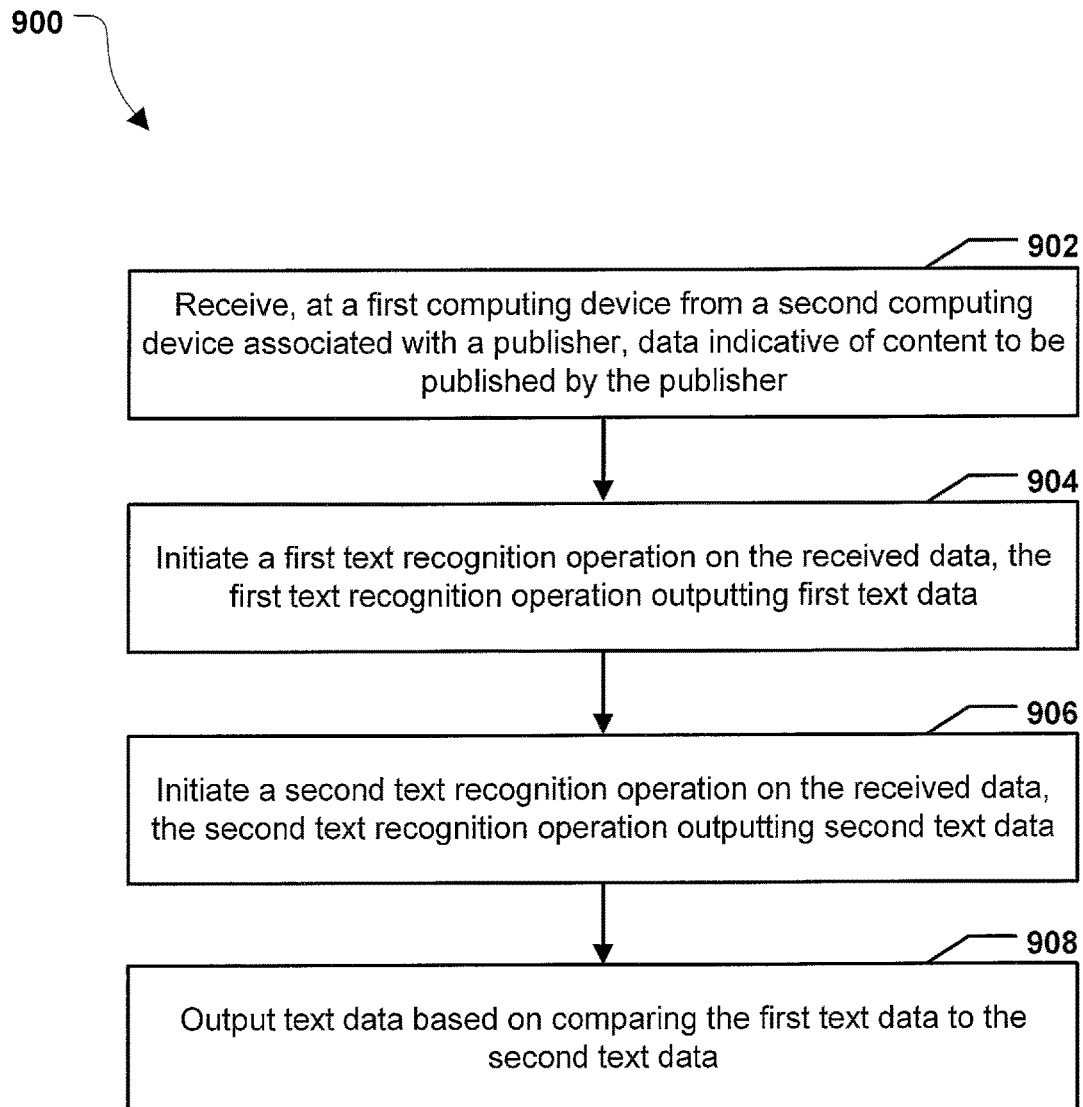 900
902
Receive, at a first computing device from a second computing
device associated with a publisher, data indicative of content to be
published by the publisher
904
Initiate a first text recognition operation on the received data, the
first text recognition operation outputting first text data
906
Initiate a second text recognition operation on the received data,
the second text recognition operation outputting second text data
908
Output text data based on comparing the first text data to the
second text data